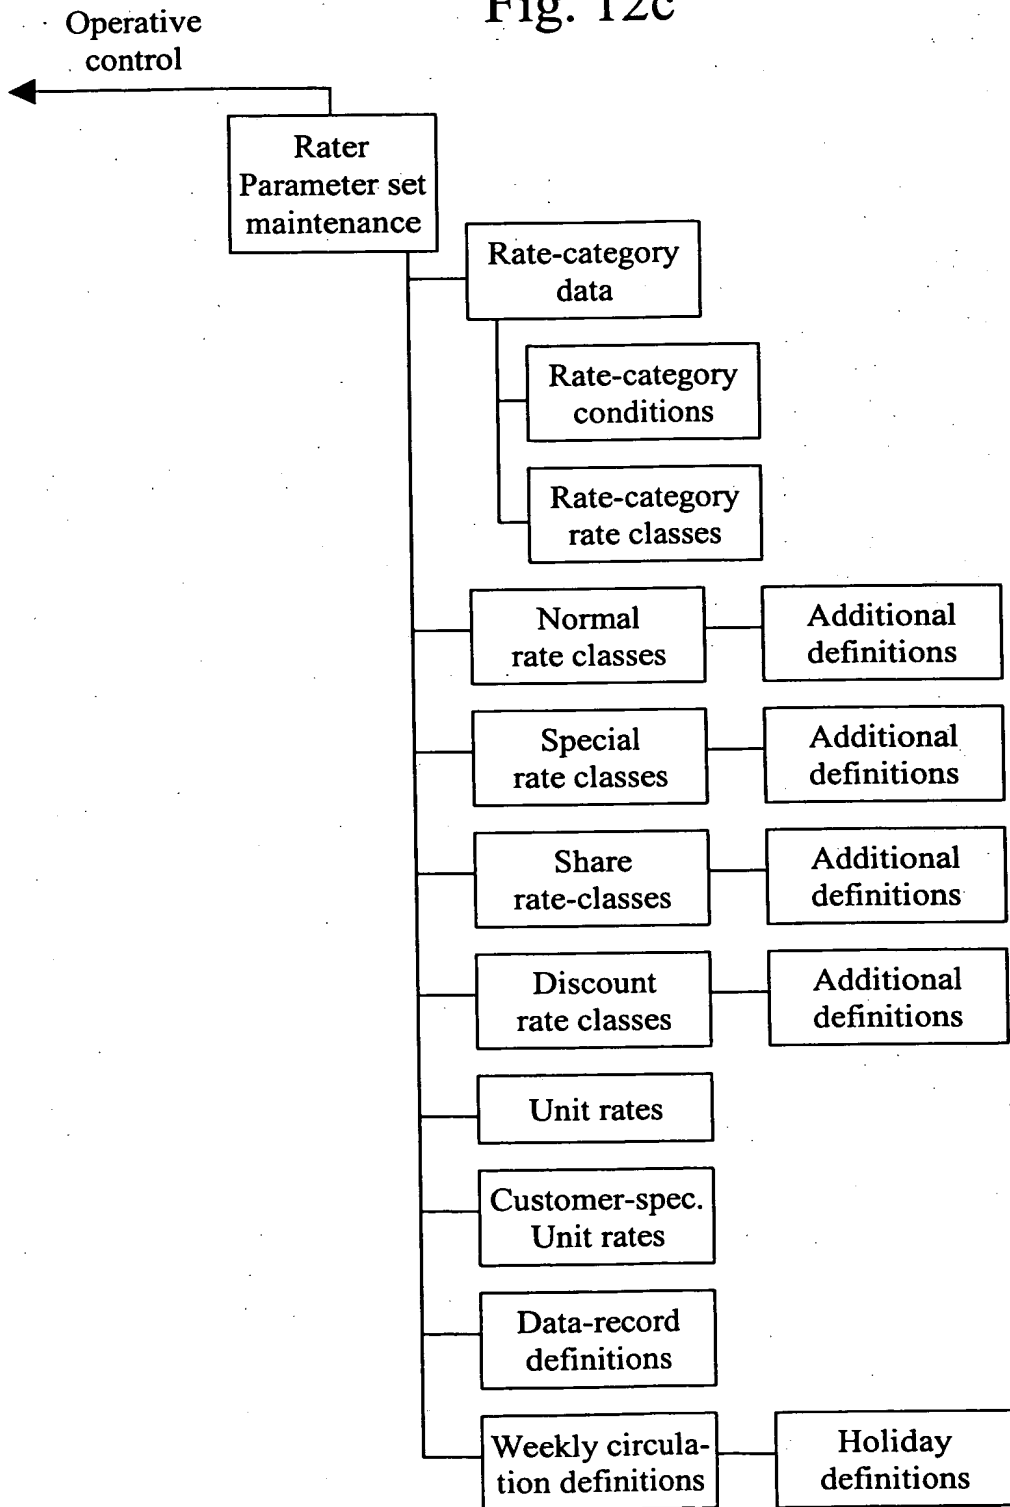 Fig. 12c
Operative
control
Rater
Parameter set
maintenance
Rate-category
data
Rate-category
conditions
Rate-category
rate classes
Normal
rate classes
Additional
definitions
Special
rate classes
Additional
definitions
Share
rate-classes
Additional
definitions
Discount
rate classes
Additional
definitions
Unit rates
Customer-spec.
Unit rates
Data-record
definitions
Weekly circula-
tion definitions
Holiday
definitions